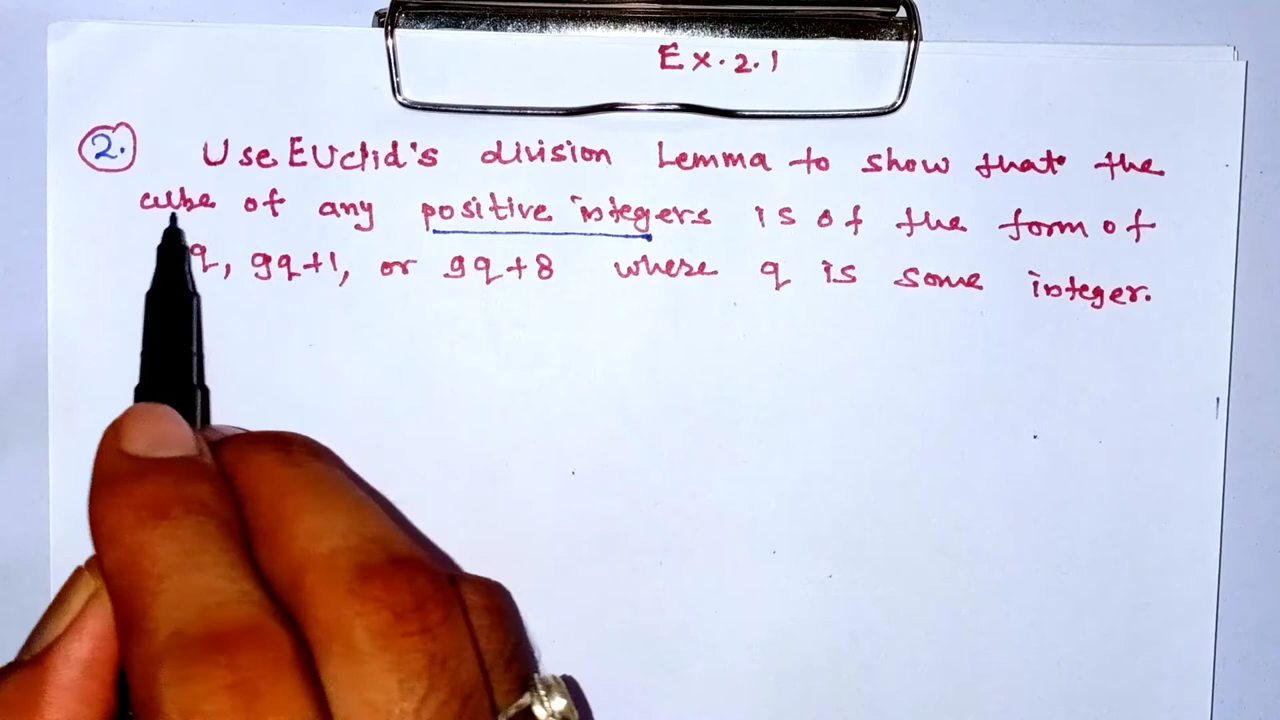 Ex. 2.1
2. Use Euclid's division Lemma to show that the
cube of any positive integers is of the form of
q, 9q+1, or 9q+8 where q is some integer.